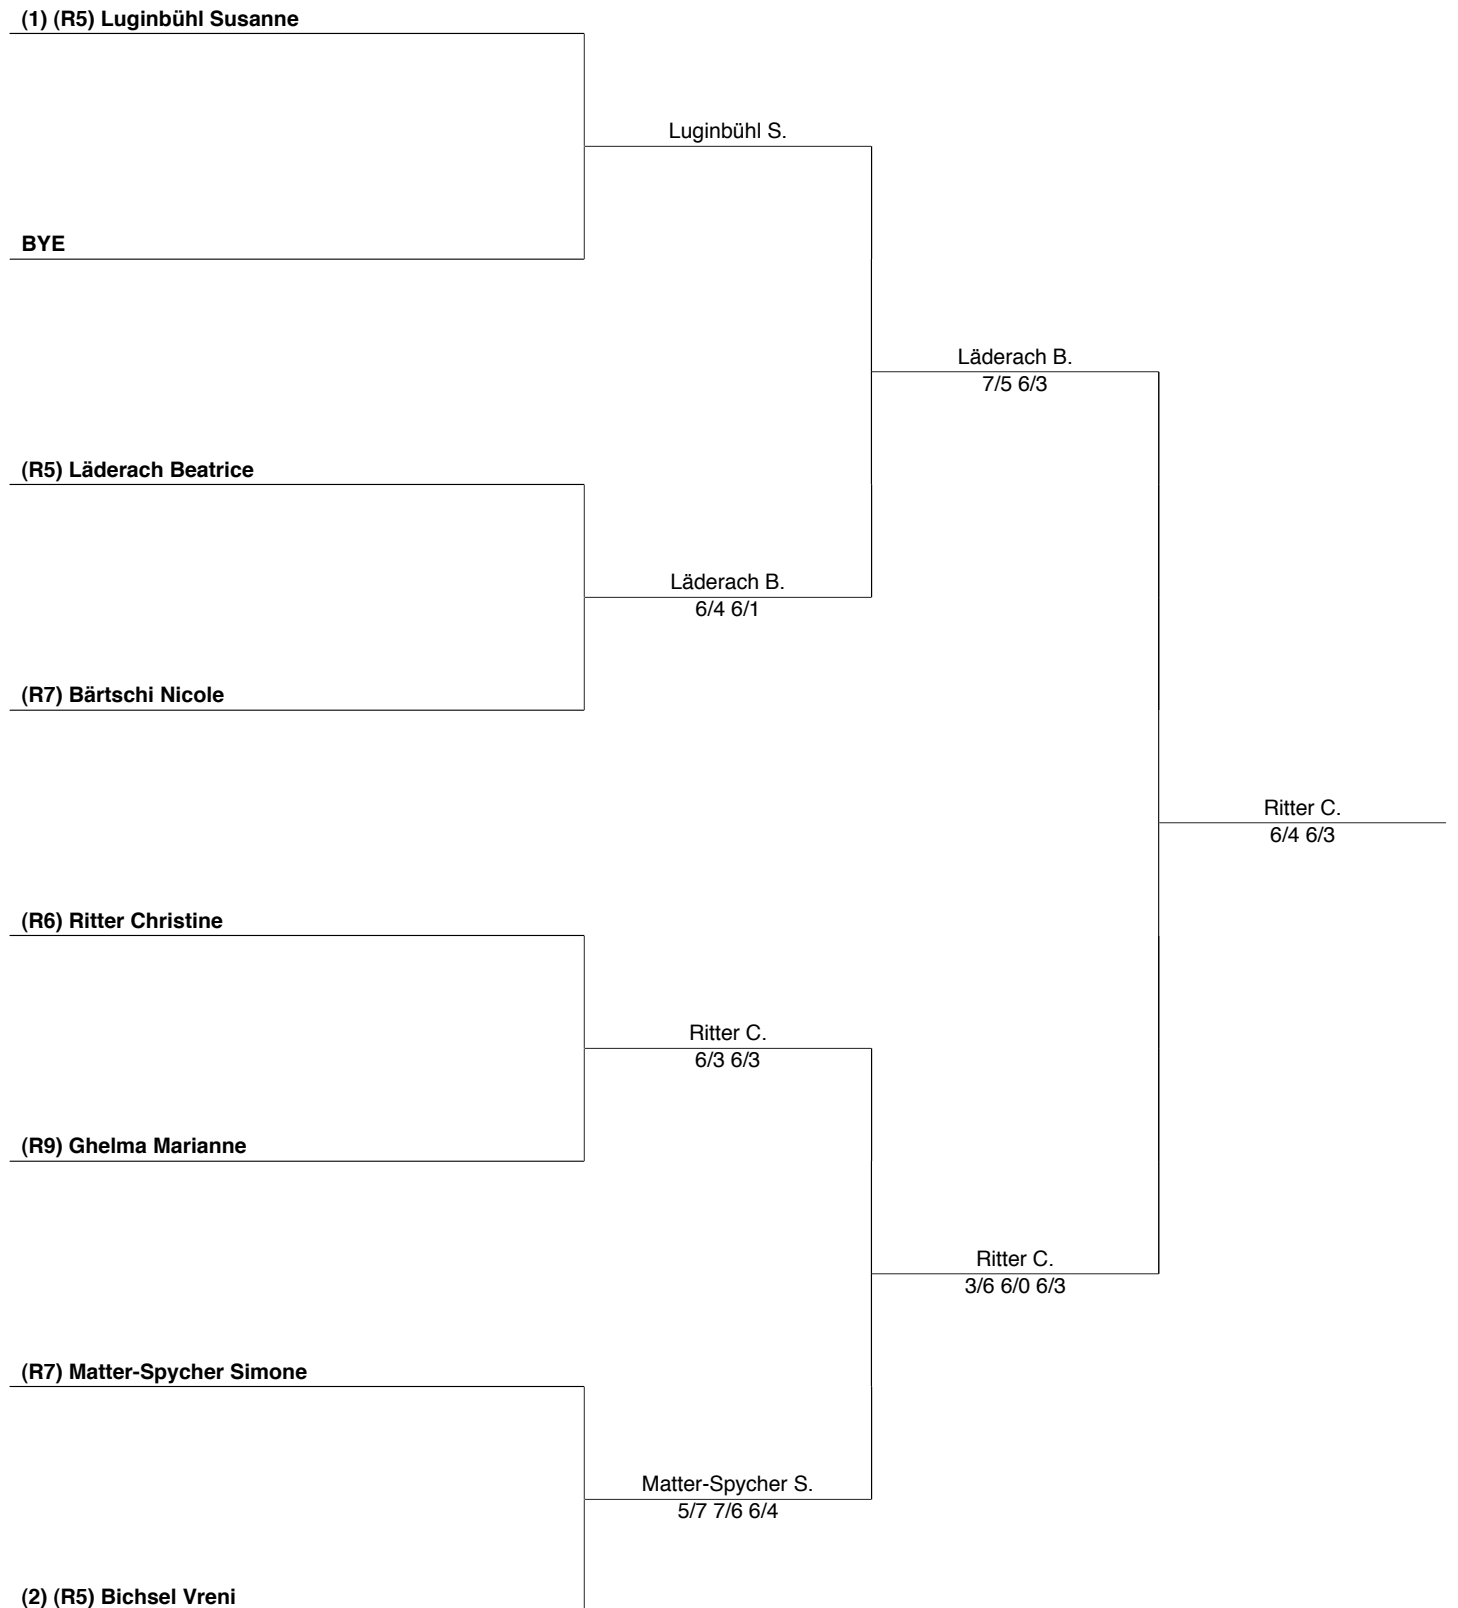 (1) (R5) Luginbühl Susanne
Luginbühl S.
BYE
Läderach B.
7/5 6/3
(R5) Läderach Beatrice
Läderach B.
6/4 6/1
(R7) Bärtschi Nicole
Ritter C.
6/4 6/3
(R6) Ritter Christine
Ritter C.
6/3 6/3
(R9) Ghelma Marianne
Ritter C.
3/6 6/0 6/3
(R7) Matter-Spycher Simone
Matter-Spycher S.
5/7 7/6 6/4
(2) (R5) Bichsel Vreni